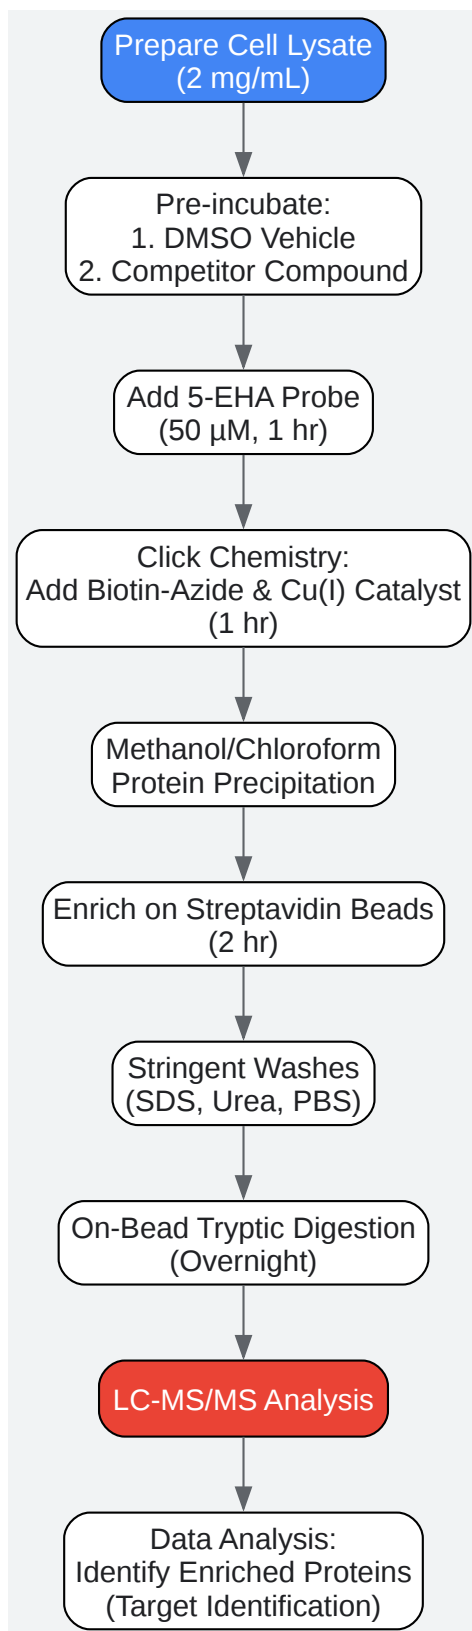 Prepare Cell Lysate
(2 mg/mL)
Pre-incubate:
1. DMSO Vehicle
2. Competitor Compound
Add 5-EHA Probe
(50 µM, 1 hr)
Click Chemistry:
Add Biotin-Azide & Cu(I) Catalyst
(1 hr)
Methanol/Chloroform
Protein Precipitation
Enrich on Streptavidin Beads
(2 hr)
Stringent Washes
(SDS, Urea, PBS)
On-Bead Tryptic Digestion
(Overnight)
LC-MS/MS Analysis
Data Analysis:
Identify Enriched Proteins
(Target Identification)